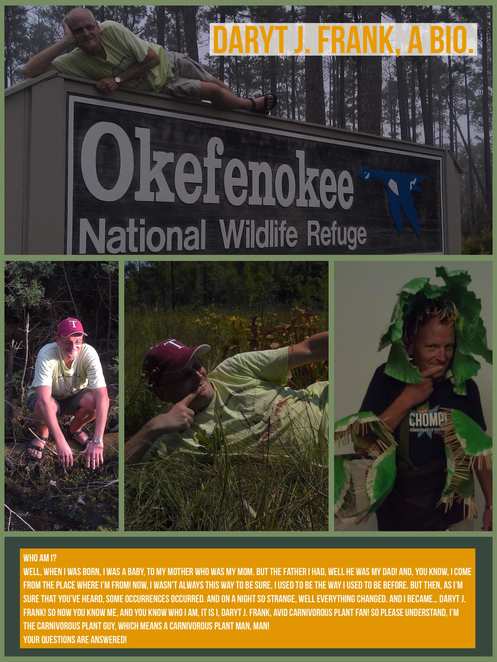 DARYT J. FRANK, A BIO.
Okefenokee
National Wildlife Refuge
T
T
CHOMP!
WHO AM I?
WELL, WHEN I WAS BORN, I WAS A BABY, TO MY MOTHER WHO WAS MY MOM. BUT THE FATHER I HAD, WELL HE WAS MY DAD! AND, YOU KNOW, I COME
FROM THE PLACE WHERE I'M FROM! NOW, I WASN'T ALWAYS THIS WAY TO BE SURE, I USED TO BE THE WAY I USED TO BE BEFORE. BUT THEN, AS I'M
SURE THAT YOU'VE HEARD, SOME OCCURRENCES OCCURRED. AND ON A NIGHT SO STRANGE, WELL EVERYTHING CHANGED. AND I BECAME... DARYT J.
FRANK! SO NOW YOU KNOW ME, AND YOU KNOW WHO I AM, IT IS I, DARYT J. FRANK, AVID CARNIVOROUS PLANT FAN! SO PLEASE UNDERSTAND, I'M
THE CARNIVOROUS PLANT GUY, WHICH MEANS A CARNIVOROUS PLANT MAN, MAN!
YOUR QUESTIONS ARE ANSWERED!